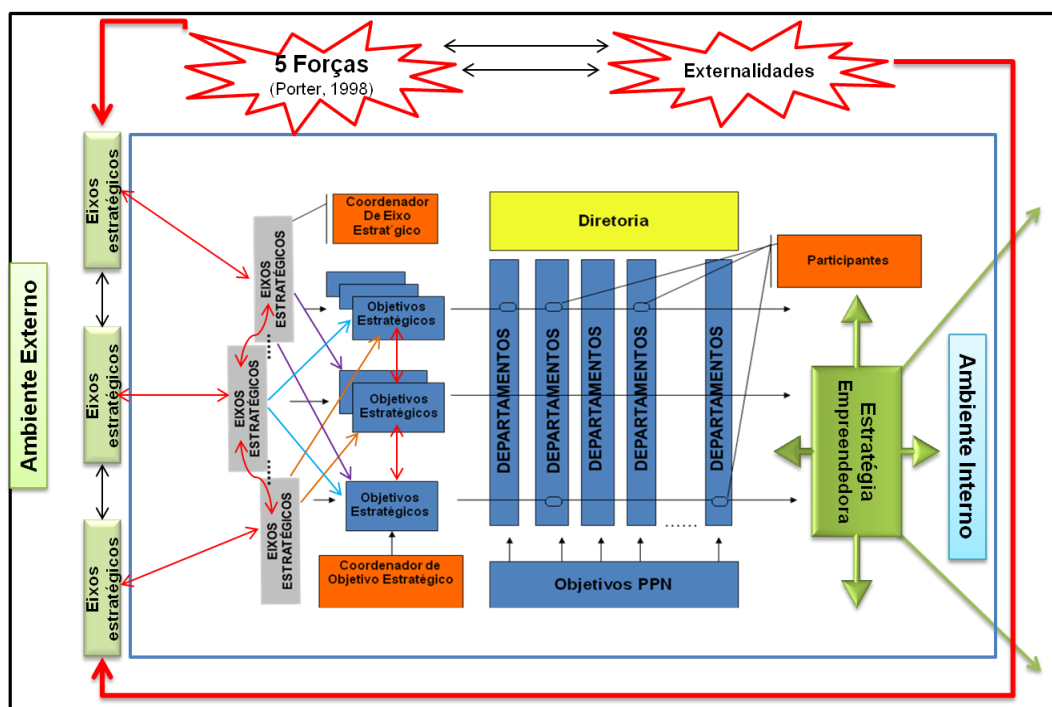 5 Forças
(Porter, 1998)
Externalidades
Ambiente Externo
Eixos
estratégicos
Eixos
estratégicos
Eixos
estratégicos
EIXOS
ESTRATÉGICOS
EIXOS
ESTRATÉGICOS
EIXOS
ESTRATÉGICOS
Coordenador
De Eixo
Estrat´gico
Objetivos
Estratégicos
Objetivos
Estratégicos
Objetivos
Estratégicos
Coordenador de
Objetivo Estratégico
Diretoria
DEPARTAMENTOS
DEPARTAMENTOS
DEPARTAMENTOS
DEPARTAMENTOS
......
DEPARTAMENTOS
Objetivos PPN
Participantes
Estratégia
Empreendedora
Ambiente Interno